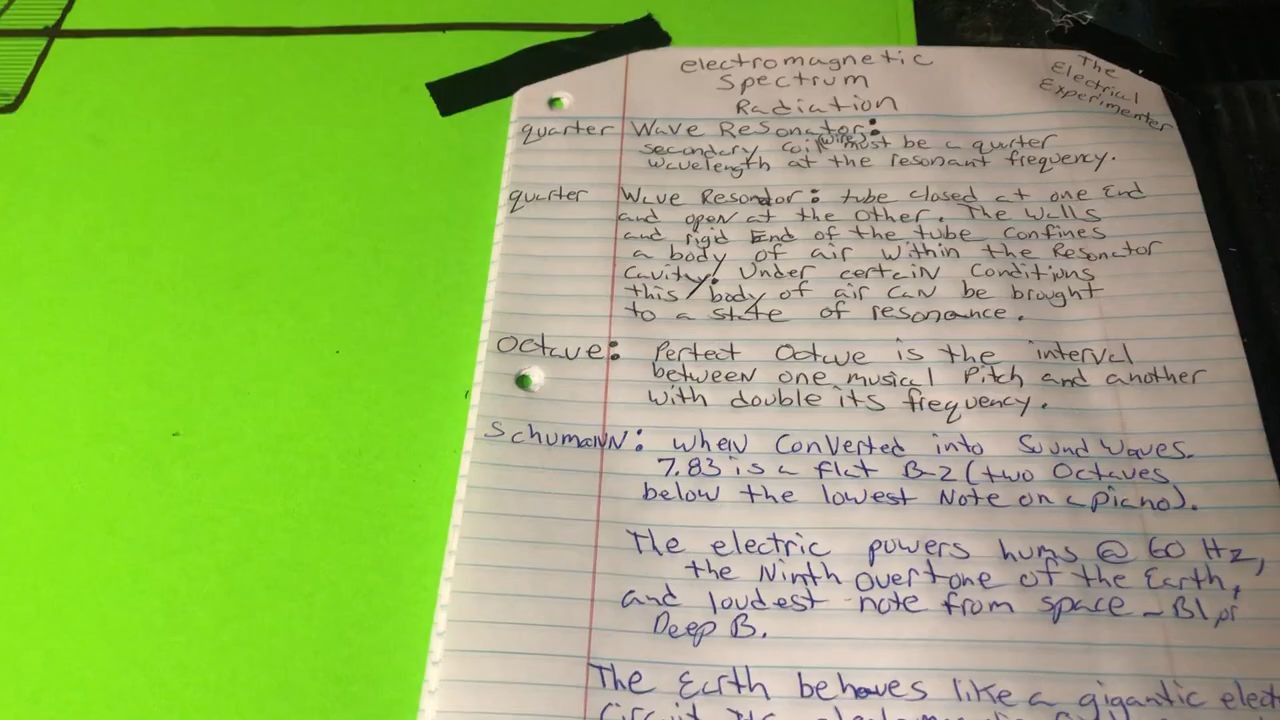 electromagnetic
Spectrum
Radiation
The
Electrical
Experimenter
quarter Wave Resonator:
secondary coil (wire) must be a qurter
wavelength at the resonant frequency.
quarter Wave Resonator: tube closed at one End
and open at the other. The Walls
and rigid End of the tube confines
a body of air within the Resonator
Cavity! Under certain Conditions
this body of air can be brought
to a state of resonance.
Octave: Perfect Octave is the interval
between one musical Pitch and another
with double its frequency.
Schumann: When Converted into Sound Waves.
7.83 is a flat B-2 (two Octaves
below the lowest Note on a piano).
The electric powers hums @ 60 Hz,
the Ninth overtone of the Earth,
and loudest note from space - B1, or
Deep B.
The Earth behaves like a gigantic elect
Circuit